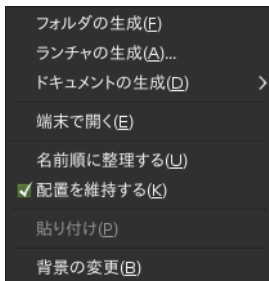 フォルダの生成(F)
ランチャの生成(A)...
ドキュメントの生成(D)
端末で開く(E)
名前順に整理する(U)
配置を維持する(K)
貼り付け(P)
背景の変更(B)